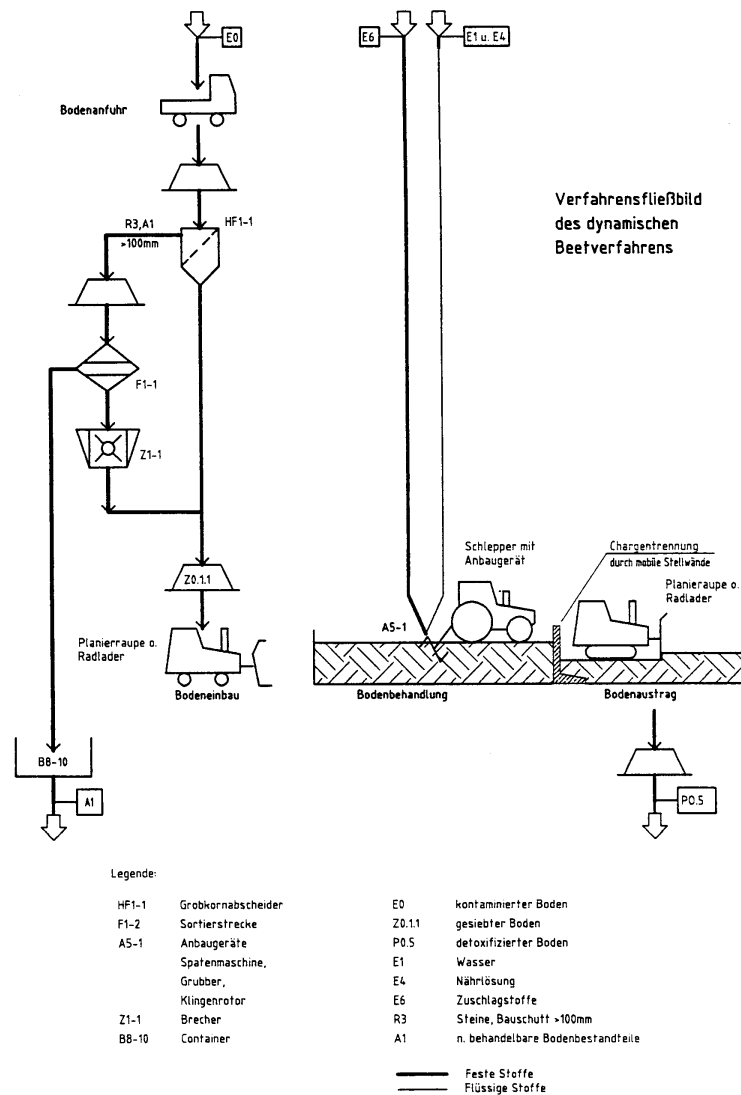 E0
E6
E1 u. E4
Bodenanfuhr
Verfahrensfließbild
des dynamischen
Beetverfahrens
HF1-1
R3,A1
>100mm
F1-1
Z1-1
Schlepper mit
Anbaugerät
Chargentrennung
durch mobile Stellwände
Planieraupe o.
Radlader
Z0.1.1
A5-1
Planierraupe o.
Radlader
Bodeneinbau
Bodenbehandlung
Bodenaustrag
B8-10
A1
P0.5
Legende:
HF1-1 Grobkornabscheider
F1-2 Sortierstrecke
A5-1 Anbaugeräte
Spatenmaschine,
Grubber,
Klingenrotor
Z1-1 Brecher
B8-10 Container
E0 kontaminierter Boden
Z0.1.1 gesiebter Boden
P0.5 detoxifizierter Boden
E1 Wasser
E4 Nährlösung
E6 Zuschlagstoffe
R3 Steine, Bauschutt >100mm
A1 n. behandelbare Bodenbestandteile
Feste Stoffe
Flüssige Stoffe